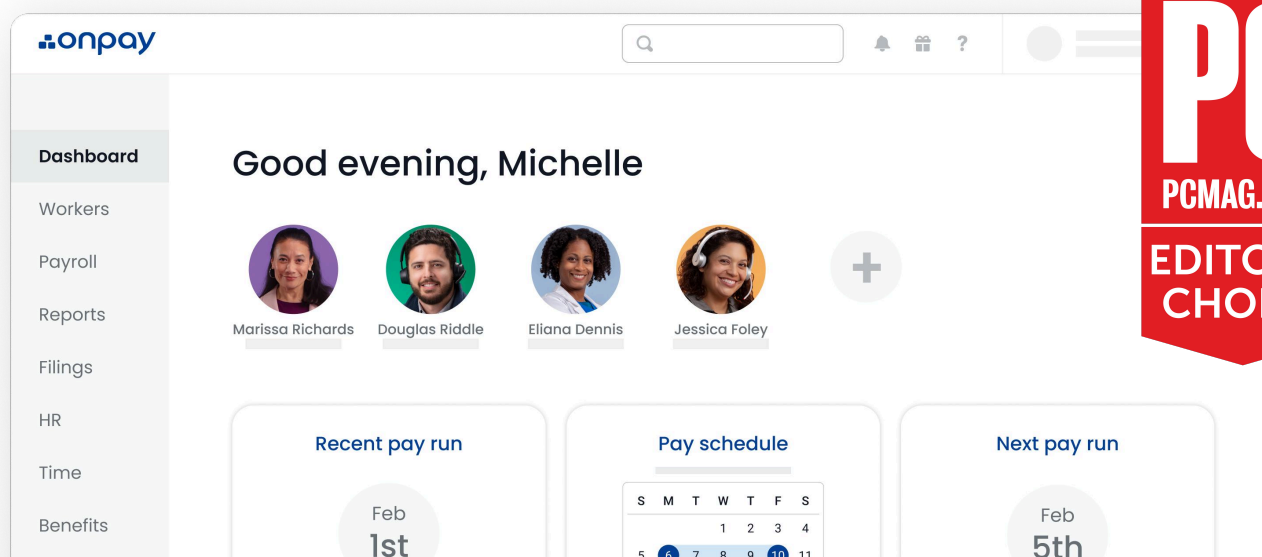 onpay
?
PCMAG.
Dashboard
Workers
Payroll
Reports
Filings
HR
Time
Benefits
Good evening, Michelle
Marissa Richards
Douglas Riddle
Eliana Dennis
Jessica Foley
Recent pay run
Feb
1st
Pay schedule
S M T W T F S
1 2 3 4
5 6 7 8 9 10 11
Next pay run
Feb
5th